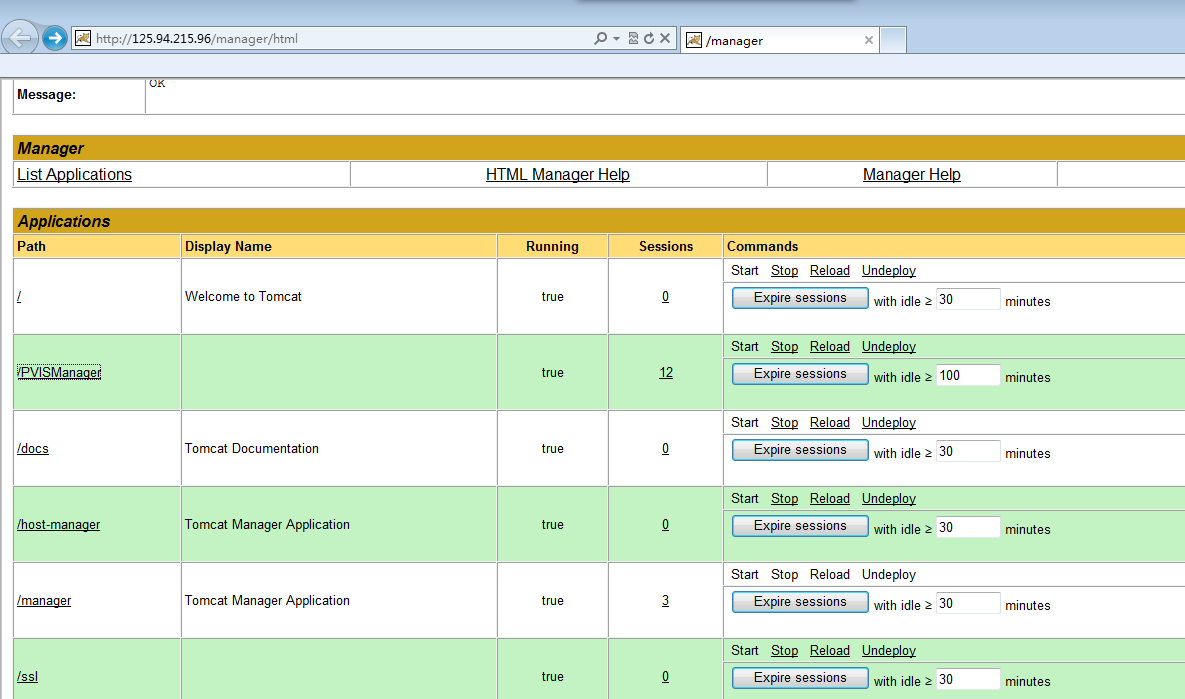 http://125.94.215.96/manager/html
/manager
Message:
OK
Manager
List Applications HTML Manager Help Manager Help
Applications
Path Display Name Running Sessions Commands
Start Stop Reload Undeploy
/ Welcome to Tomcat true 0
Expire sessions with idle ≥ 30 minutes
Start Stop Reload Undeploy
/PVISManager true 12
Expire sessions with idle ≥ 100 minutes
Start Stop Reload Undeploy
/docs Tomcat Documentation true 0
Expire sessions with idle ≥ 30 minutes
Start Stop Reload Undeploy
/host-manager Tomcat Manager Application true 0
Expire sessions with idle ≥ 30 minutes
Start Stop Reload Undeploy
/manager Tomcat Manager Application true 3
Expire sessions with idle ≥ 30 minutes
Start Stop Reload Undeploy
/ssl true 0
Expire sessions with idle ≥ 30 minutes